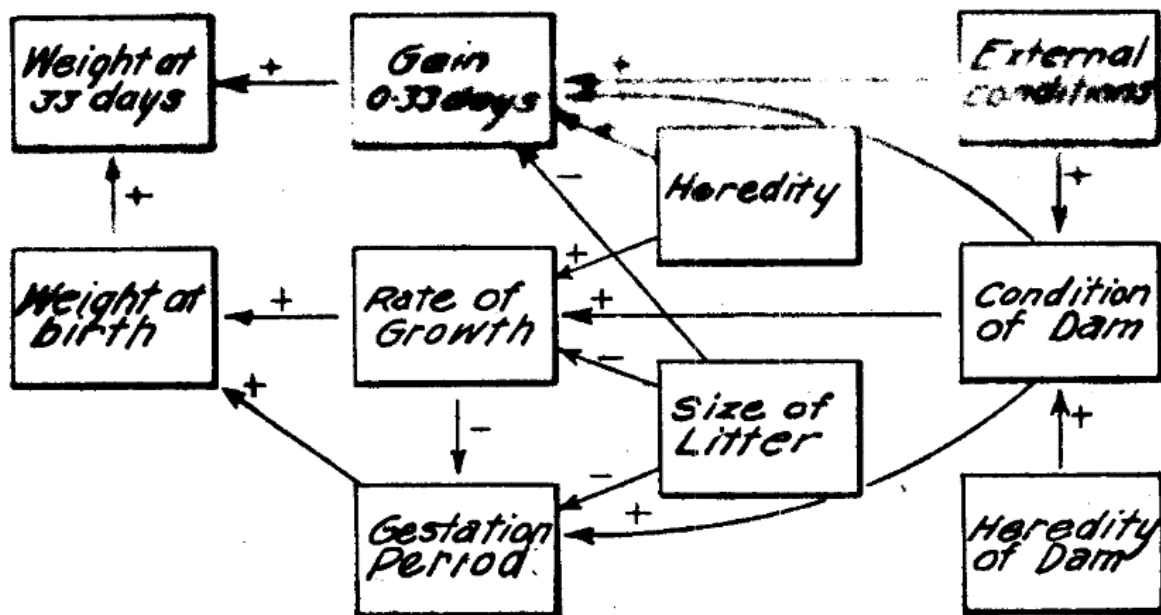 Weight at
33 days
Gain
0-33 days
External
conditions
Heredity
Weight at
birth
Rate of
Growth
Condition
of Dam
Size of
Litter
Gestation
Period
Heredity
of Dam
+
+
+
+
-
+
+
+
+
+
-
+
-
-
+
+